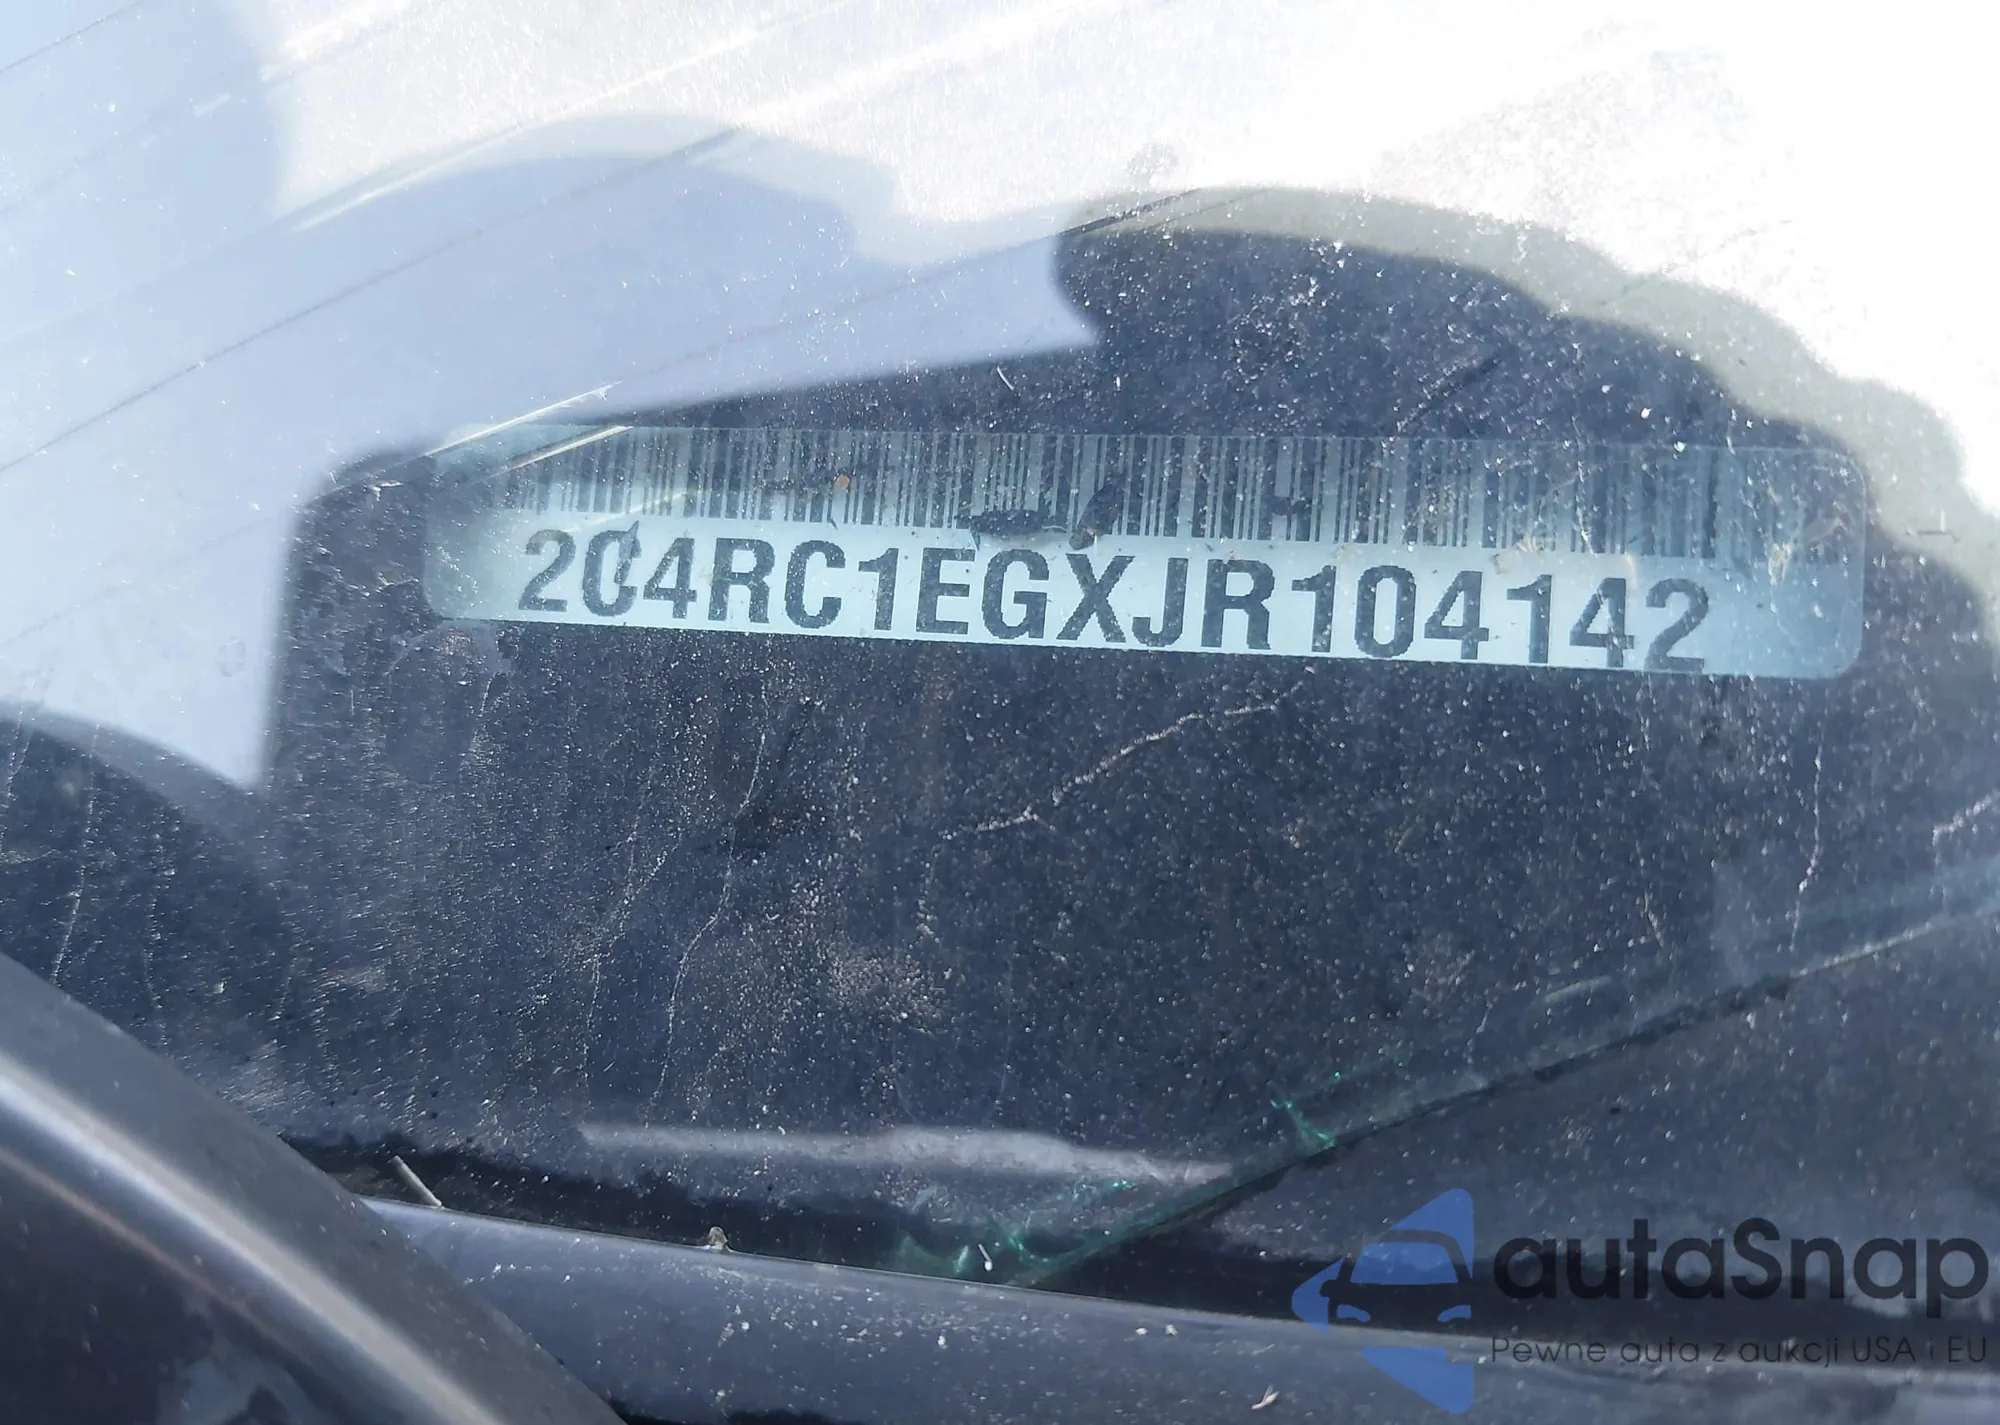 2C4RC1EGXJR104142
autaSnap
Pewne auta z aukcji USA i EU